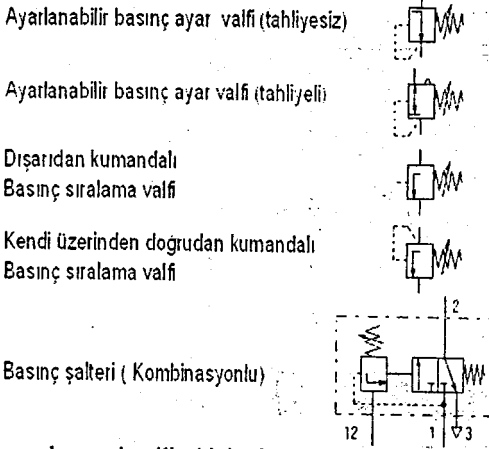 Ayarlanabilir basınç ayar valfi (tahliyesiz)
Ayarlanabilir basınç ayar valfi (tahliyeli)
Dışarıdan kumandalı
Basınç sıralama valfi
Kendi üzerinden doğrudan kumandalı
Basınç sıralama valfi
2
Basınç şalteri ( Kombinasyonlu)
12 1 3